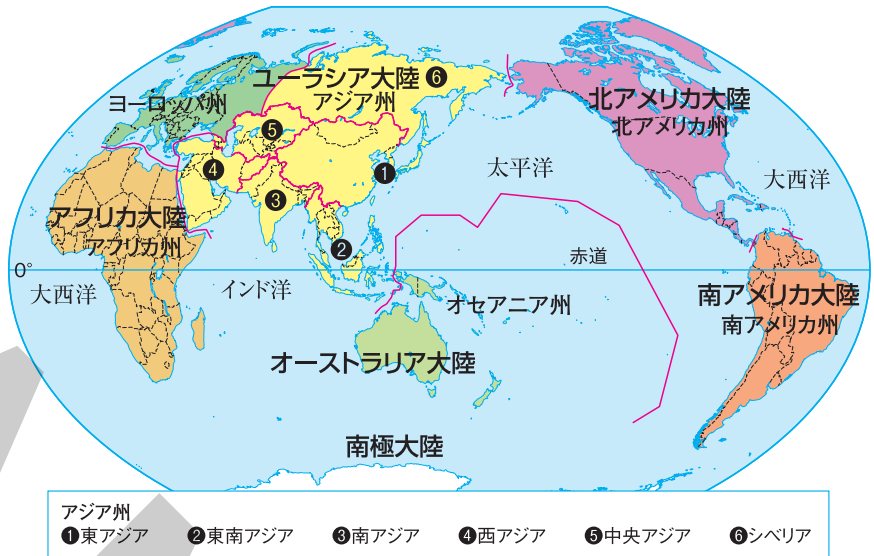 ユーラシア大陸 ❻
アジア州
ヨーロッパ州
北アメリカ大陸
北アメリカ州
❺
❹
❶
太平洋
大西洋
❸
アフリカ大陸
アフリカ州
❷
赤道
0°
大西洋
インド洋
オセアニア州
南アメリカ大陸
南アメリカ州
オーストラリア大陸
南極大陸
アジア州
❶東アジア ❷東南アジア ❸南アジア ❹西アジア ❺中央アジア ❻シベリア